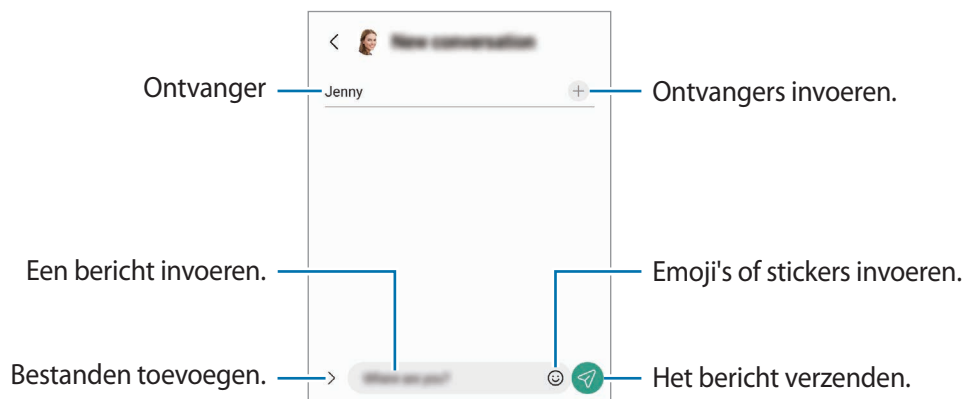 Ontvanger
Jenny
Ontvangers invoeren.
Een bericht invoeren.
Emoji's of stickers invoeren.
Bestanden toevoegen.
Het bericht verzenden.